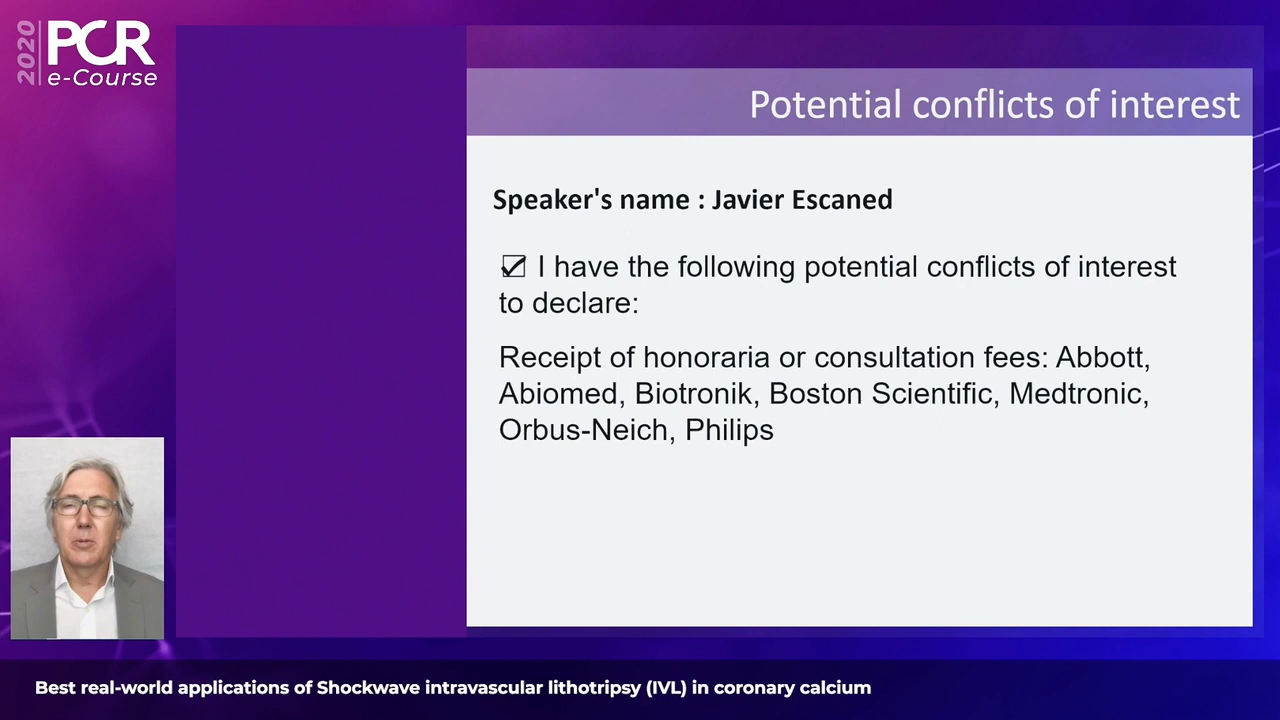 2020
PCR
e-Course
Potential conflicts of interest
Speaker's name : Javier Escaned
☑ I have the following potential conflicts of interest
to declare:
Receipt of honoraria or consultation fees: Abbott,
Abiomed, Biotronik, Boston Scientific, Medtronic,
Orbus-Neich, Philips
Best real-world applications of Shockwave intravascular lithotripsy (IVL) in coronary calcium